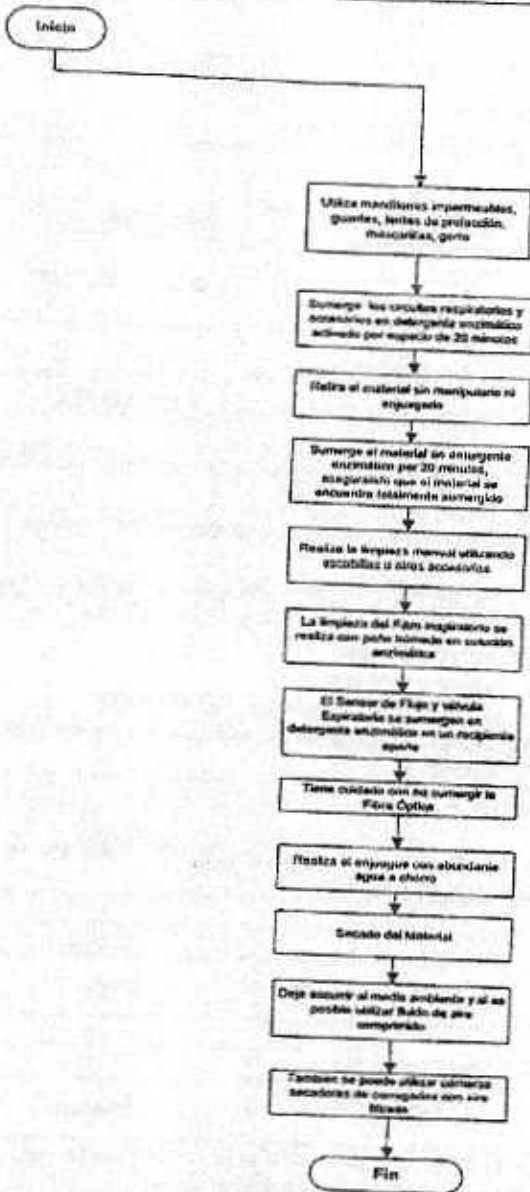 Inicio
Utiliza mandilones impermeables,
guantes, lentes de protección,
mascarillas, gorro
Sumerge los circuitos respiratorios y
accesorios en detergente enzimático
activado por espacio de 20 minutos
Retira el material sin manipularlo ni
enjuagarlo
Sumerge el material en
enzimático por 20 minutos,
asegurando que el material se
encuentra totalmente sumergido
Realiza la limpieza manual utilizando
escobillas u otros accesorios
La limpieza del Filtro inspiratorio se
realiza con paño húmedo en solución
enzimática
El Sensor de Flujo y válvula
Espiratoria se sumergen en
detergente enzimático en un recipiente
aparte
Tiene cuidado con no sumergir la
Fibra Óptica
Realiza el enjuague con abundante
agua a chorro
Secado del Material
Deja escurrir al medio ambiente y si es
posible utilizar fluido de aire
comprimido
También se puede utilizar cámaras
secadoras de corrugados con aire
Fin